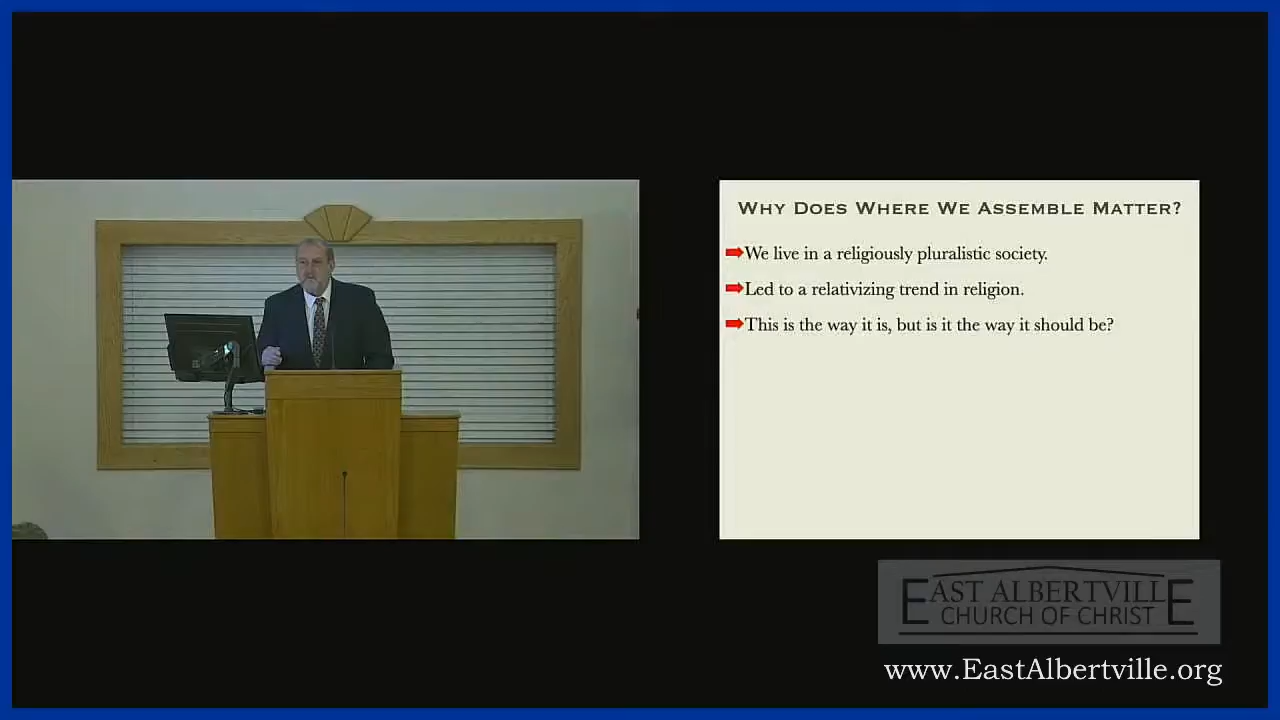 WHY DOES WHERE WE ASSEMBLE MATTER?
We live in a religiously pluralistic society.
Led to a relativizing trend in religion.
This is the way it is, but is it the way it should be?
EAST ALBERTVILLE
CHURCH OF CHRIST
www.EastAlbertville.org